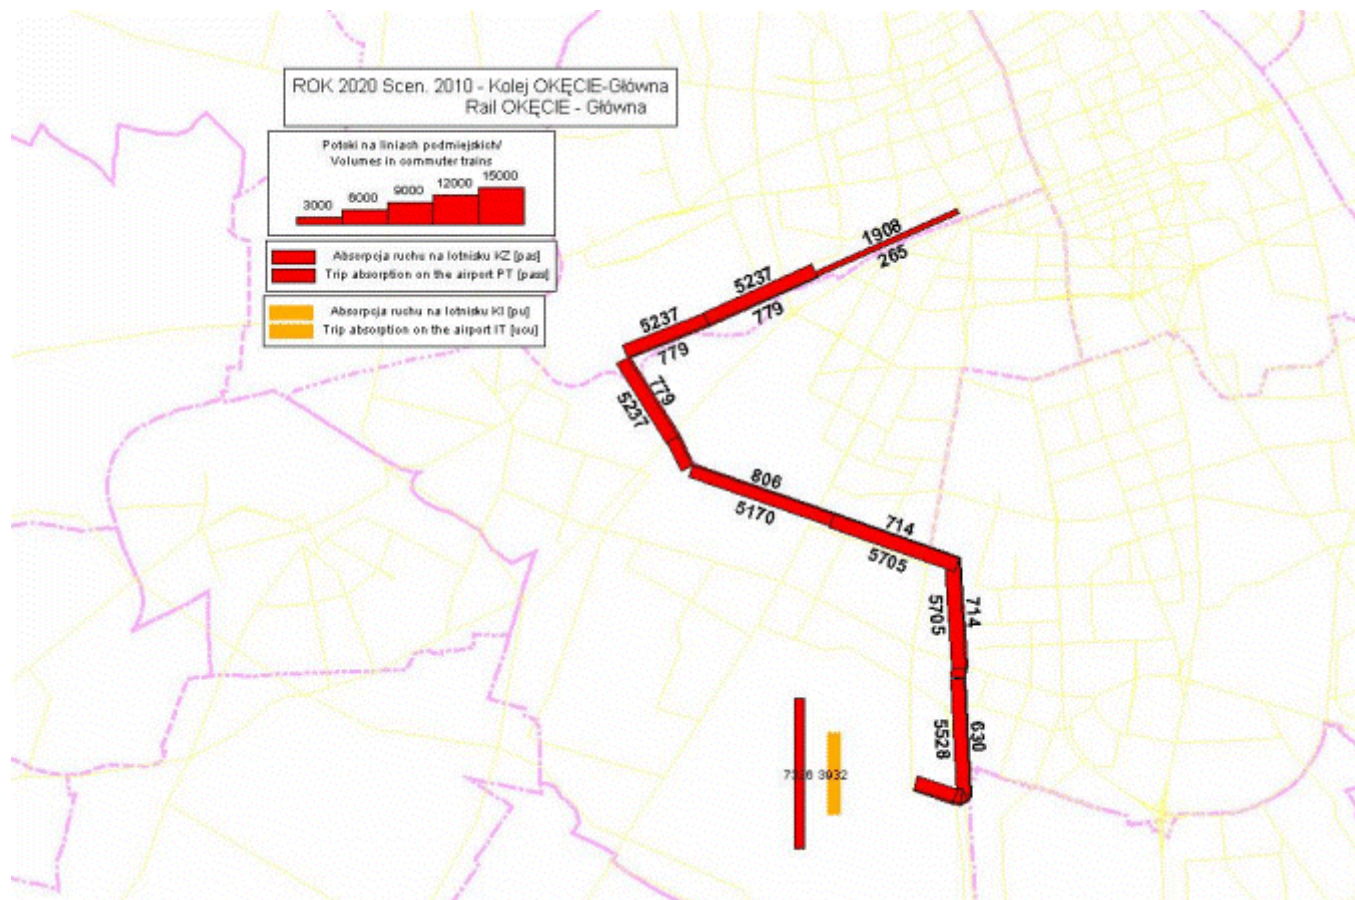 ROK 2020 Scen. 2010 - Kolej OKĘCIE-Główna
Rail OKĘCIE - Główna
Potoki na liniach podmiejskich/
Volumes in commuter trains
3000 6000 9000 12000 15000
Absorpcja ruchu na lotnisku KZ [pas]
Trip absorption on the airport PT [pass]
Absorpcja ruchu na lotnisku KI [pu]
Trip absorption on the airport IT [ucu]
1908
265
5237
779
5237
779
779
5237
806
5170
714
5705
714
5705
630
5528
3932